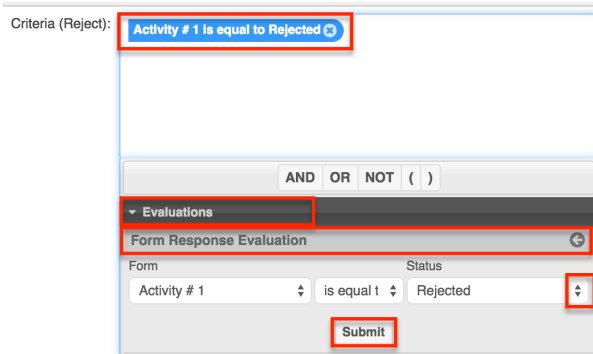 Criteria (Reject): Activity # 1 is equal to Rejected
AND OR NOT ( )
Evaluations
Form Response Evaluation
Form Status
Activity # 1 is equal t Rejected
Submit